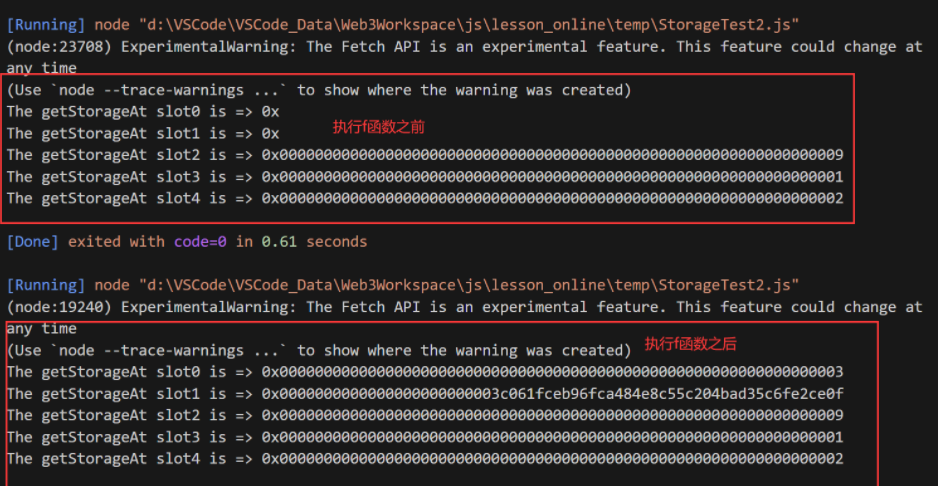 [Running] node "d:\VSCode\VSCode_Data\Web3Workspace\js\lesson_online\temp\StorageTest2.js"
(node:23708) ExperimentalWarning: The Fetch API is an experimental feature. This feature could change at
any time
(Use `node --trace-warnings ...` to show where the warning was created)
The getStorageAt slot0 is => 0x
The getStorageAt slot1 is => 0x
执行f函数之前
The getStorageAt slot2 is => 0x0000000000000000000000000000000000000000000000000000000000000009
The getStorageAt slot3 is => 0x0000000000000000000000000000000000000000000000000000000000000001
The getStorageAt slot4 is => 0x0000000000000000000000000000000000000000000000000000000000000002
[Done] exited with code=0 in 0.61 seconds
[Running] node "d:\VSCode\VSCode_Data\Web3Workspace\js\lesson_online\temp\StorageTest2.js"
(node:19240) ExperimentalWarning: The Fetch API is an experimental feature. This feature could change at
any time
(Use `node --trace-warnings ...` to show where the warning was created) 执行f函数之后
The getStorageAt slot0 is => 0x0000000000000000000000000000000000000000000000000000000000000003
The getStorageAt slot1 is => 0x0000000000000000000000003c061fceb96fca484e8c55c204bad35c6fe2ce0f
The getStorageAt slot2 is => 0x0000000000000000000000000000000000000000000000000000000000000009
The getStorageAt slot3 is => 0x0000000000000000000000000000000000000000000000000000000000000001
The getStorageAt slot4 is => 0x0000000000000000000000000000000000000000000000000000000000000002